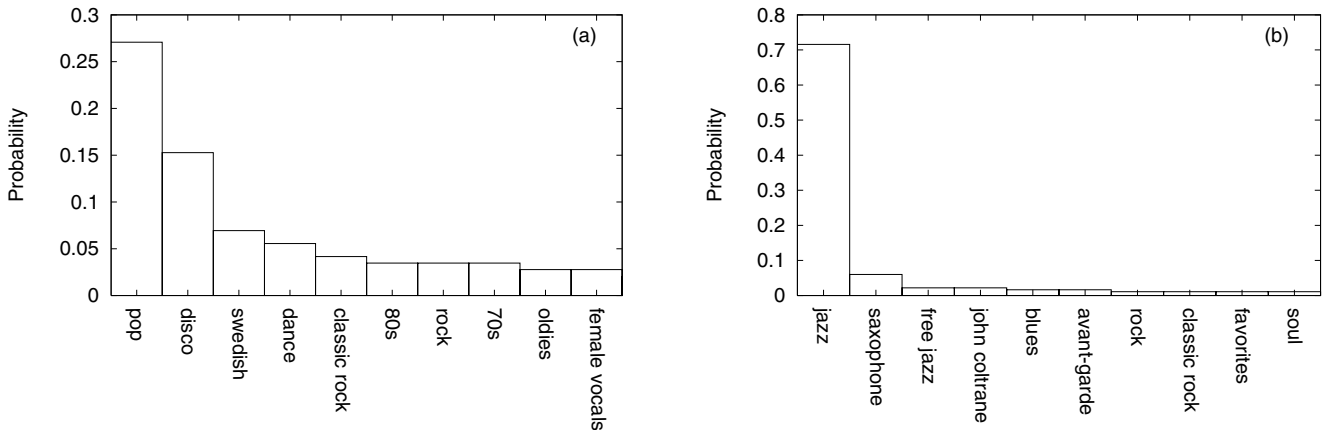 (a)
Probability
0.3
0.25
0.2
0.15
0.1
0.05
0
pop
disco
swedish
dance
classic rock
80s
rock
70s
oldies
female vocals
(b)
Probability
0.8
0.7
0.6
0.5
0.4
0.3
0.2
0.1
0
jazz
saxophone
free jazz
john coltrane
blues
avant-garde
rock
classic rock
favorites
soul